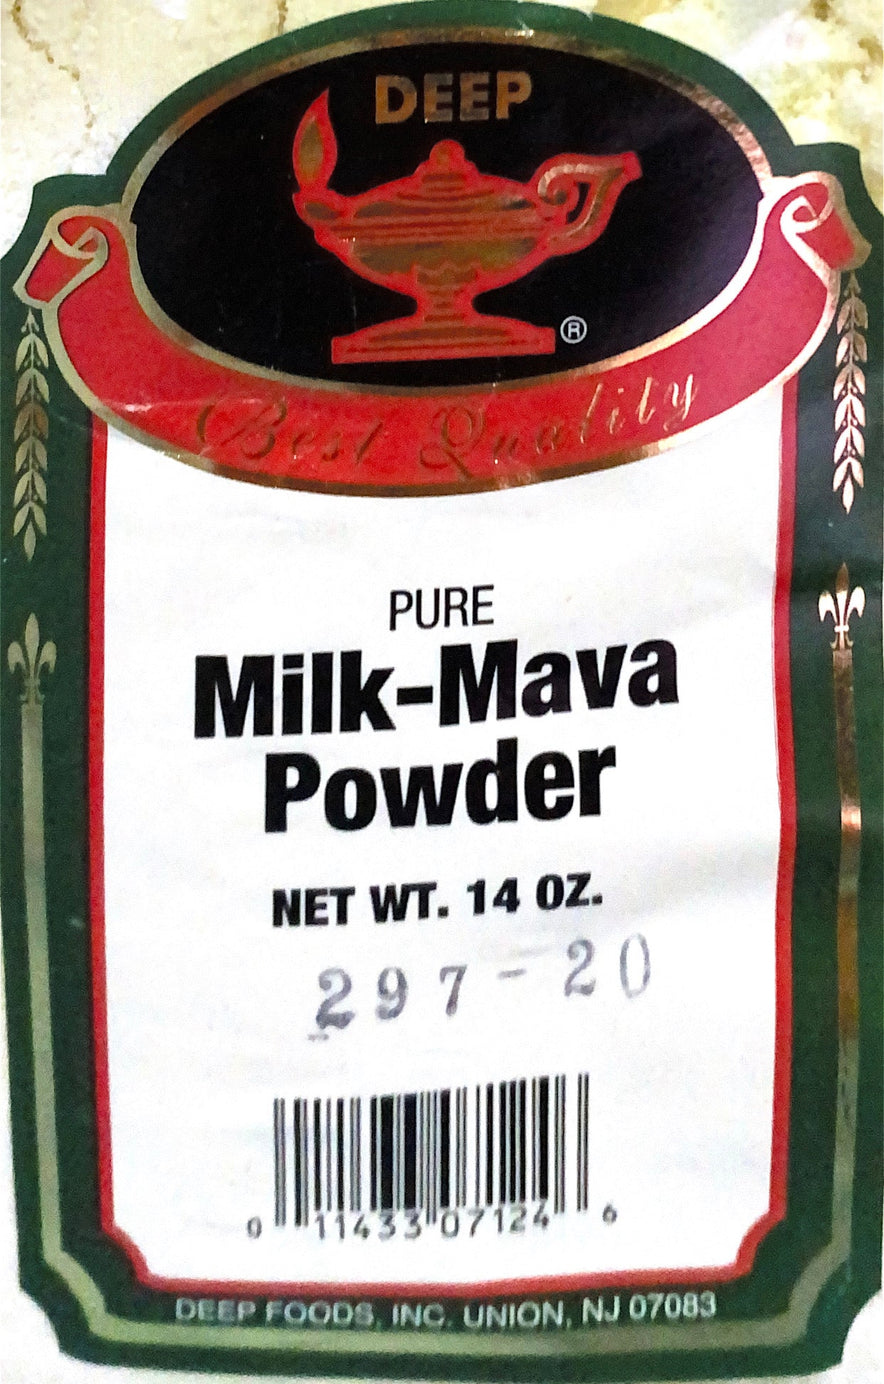 DEEP
®
Best Quality
PURE
Milk-Mava
Powder
NET WT. 14 OZ.
297-20
0 11433 07124 6
DEEP FOODS, INC. UNION, NJ 07083